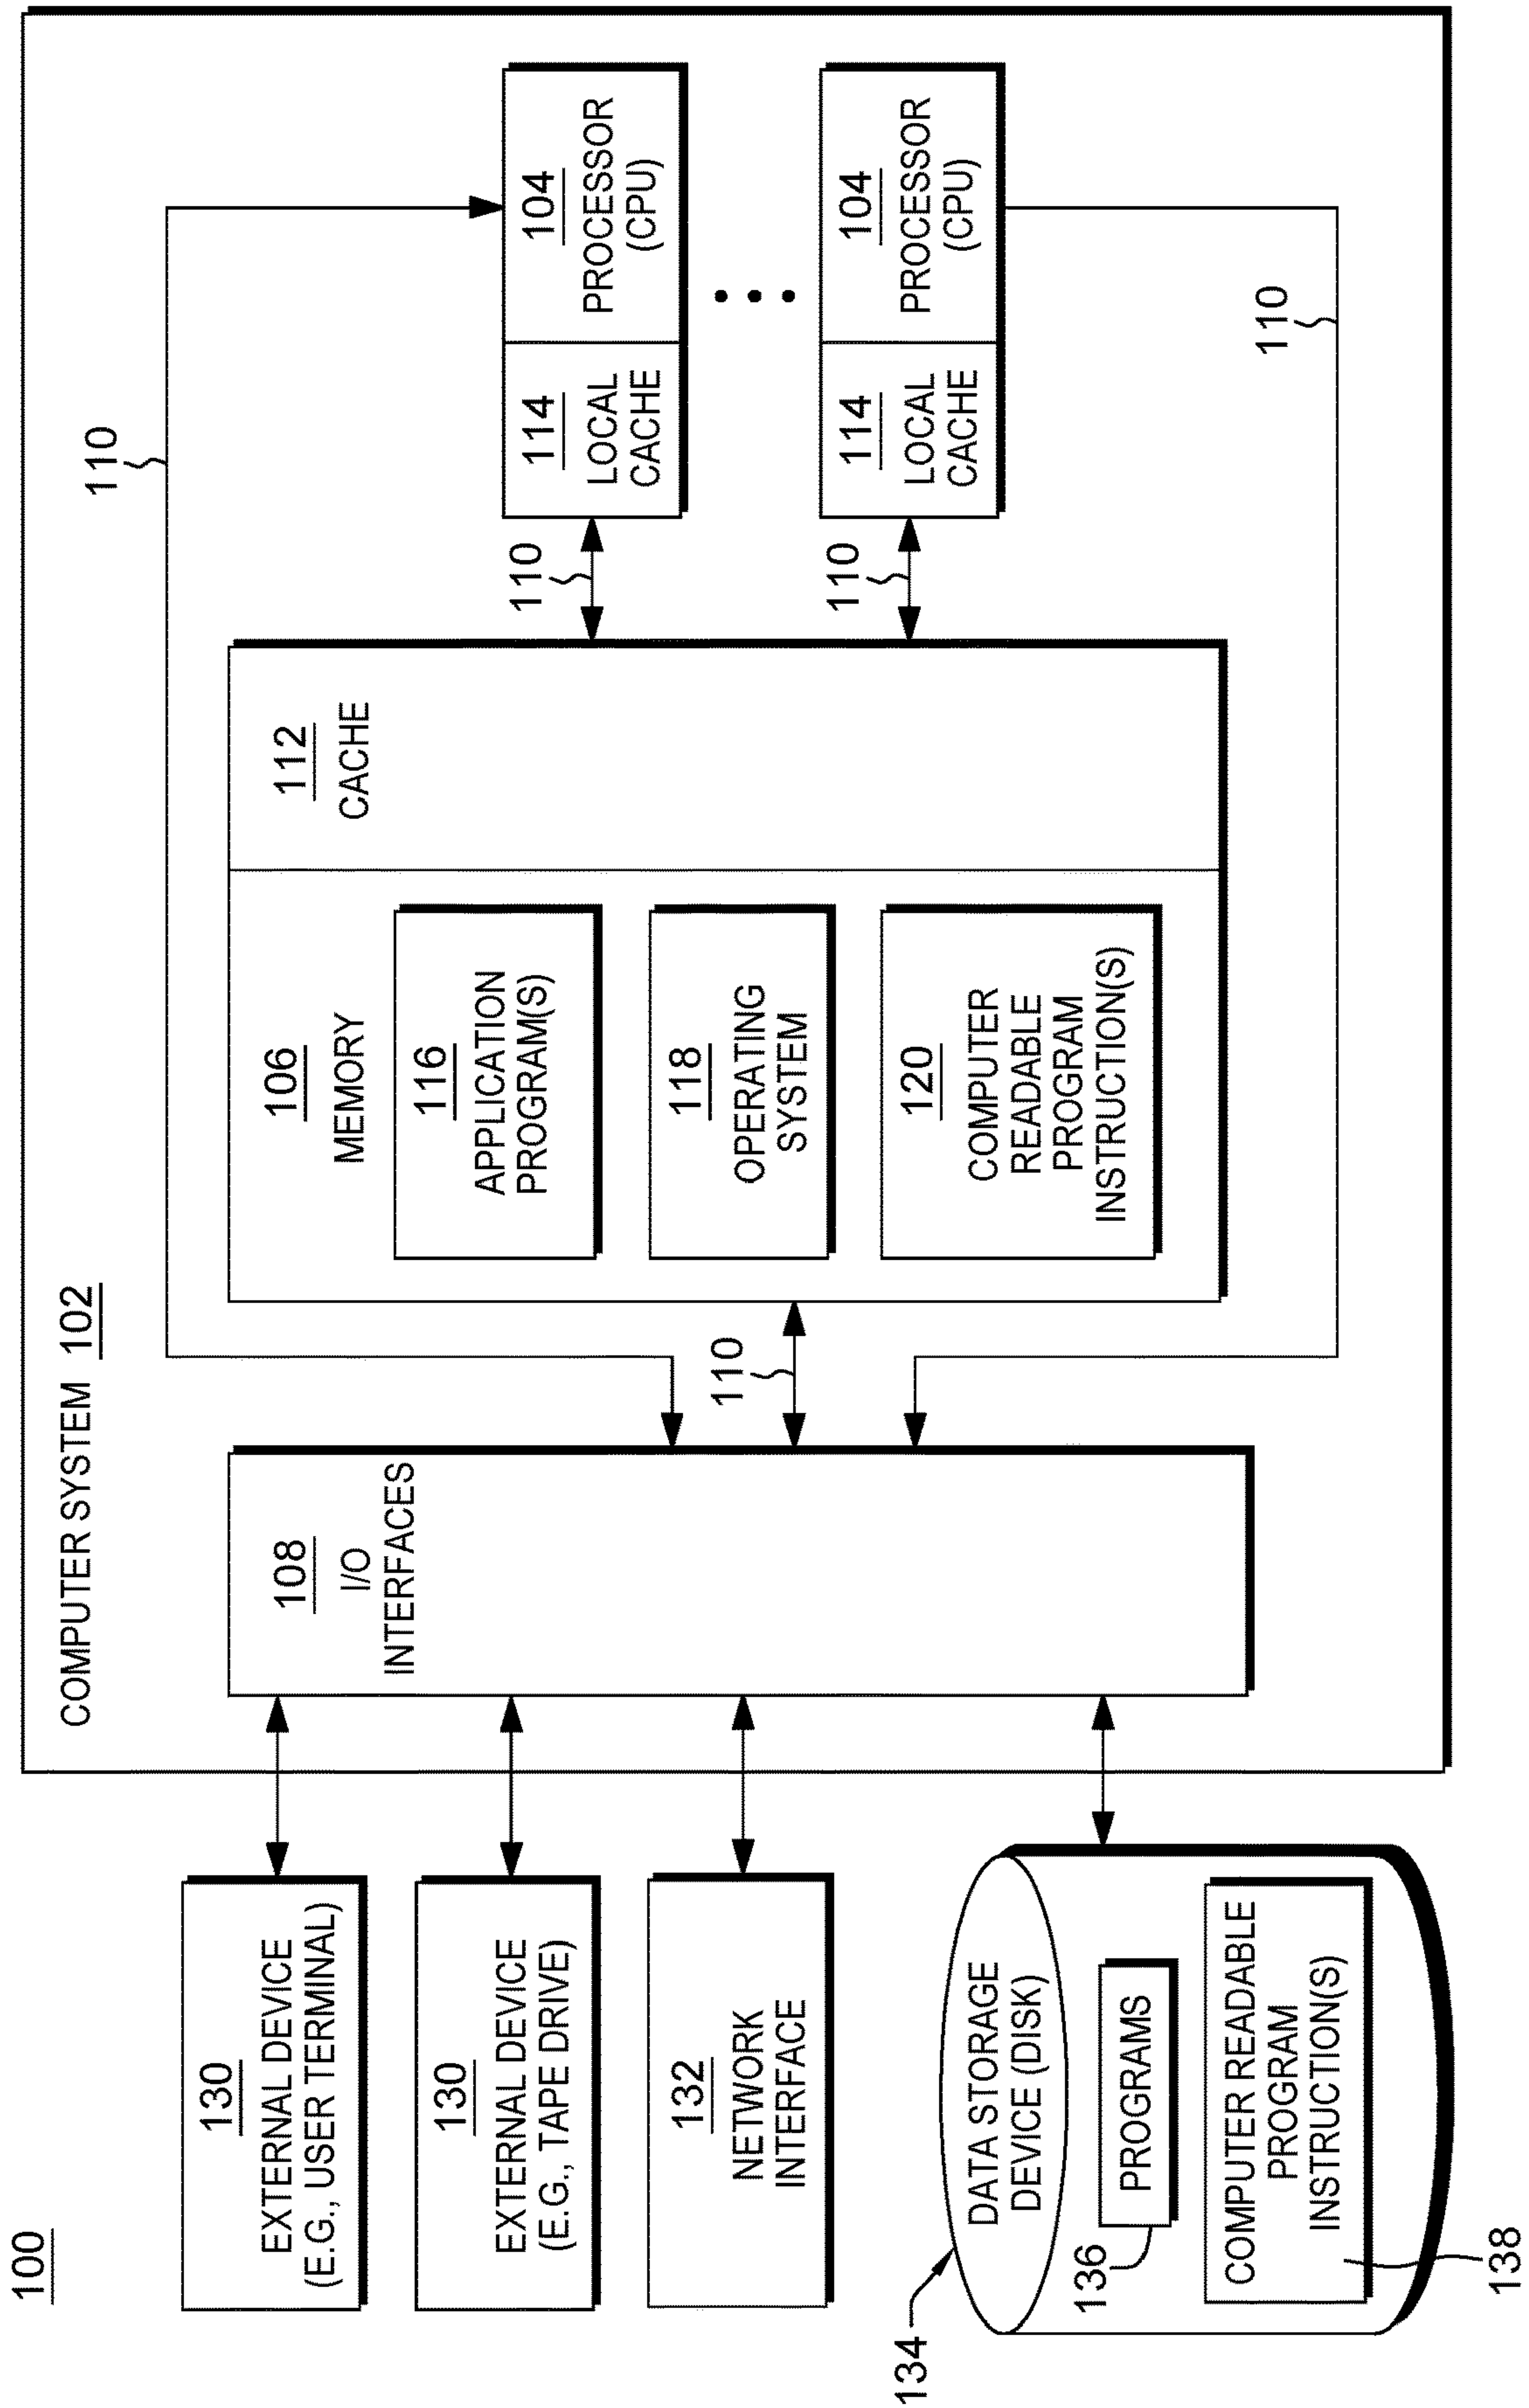 100
COMPUTER SYSTEM 102
130
EXTERNAL DEVICE
(E.G., USER TERMINAL)
130
EXTERNAL DEVICE
(E.G., TAPE DRIVE)
132
NETWORK
INTERFACE
134
DATA STORAGE
DEVICE (DISK)
136
PROGRAMS
COMPUTER READABLE
PROGRAM
INSTRUCTION(S)
138
108
I/O
INTERFACES
110
110
110
106
MEMORY
116
APPLICATION
PROGRAM(S)
118
OPERATING
SYSTEM
120
COMPUTER
READABLE
PROGRAM
INSTRUCTION(S)
112
CACHE
110
110
114
LOCAL
CACHE
104
PROCESSOR
(CPU)
114
LOCAL
CACHE
104
PROCESSOR
(CPU)